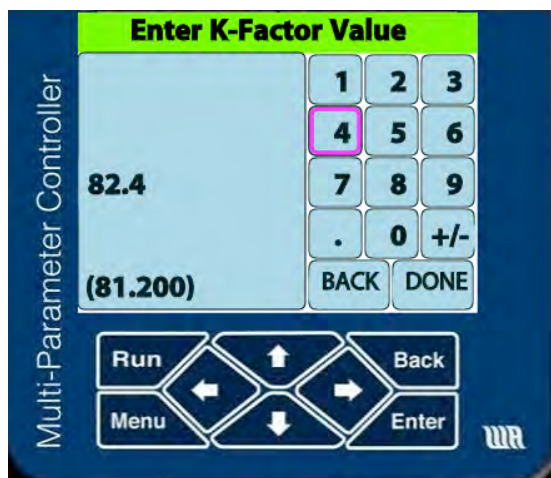 Enter K-Factor Value
Multi-Parameter Controller
1 2 3
4 5 6
82.4
7 8 9
. 0 +/-
(81.200)
BACK DONE
Run
Back
Menu
Enter